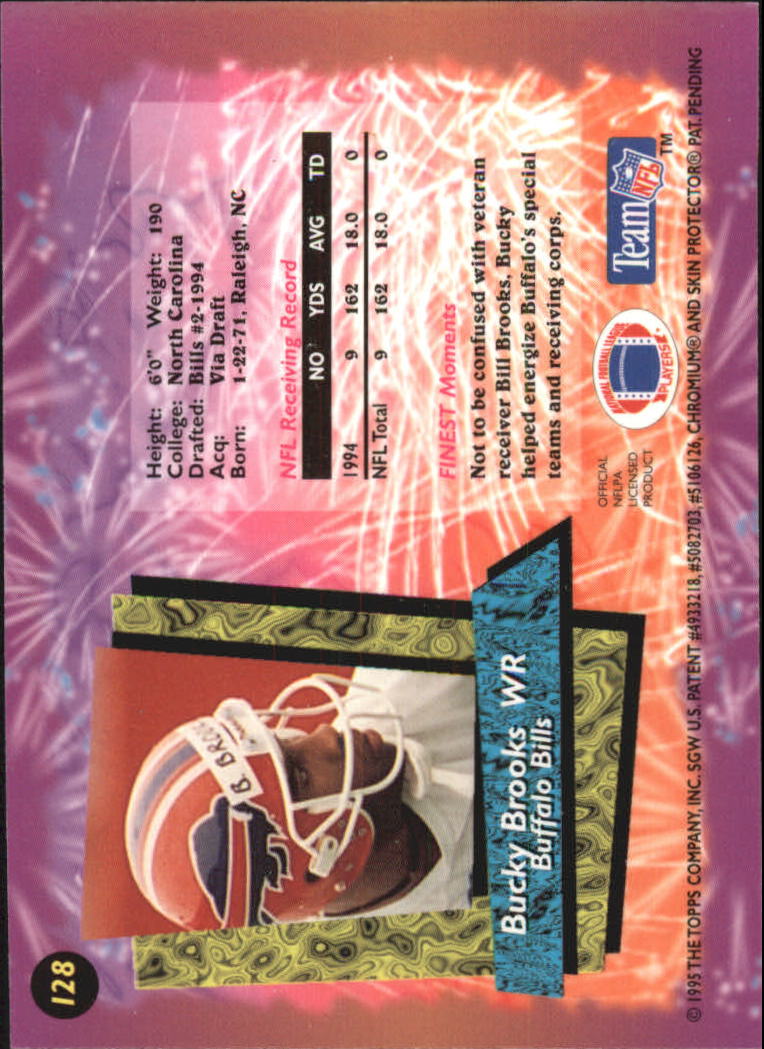 128
B. BROO
Bucky Brooks WR
Buffalo Bills
Height: 6'0" Weight: 190
College: North Carolina
Drafted: Bills #2-1994
Acq: Via Draft
Born: 1-22-71, Raleigh, NC
NFL Receiving Record
NO YDS AVG TD
1994 9 162 18.0 0
NFL Total 9 162 18.0 0
FINEST Moments
Not to be confused with veteran
receiver Bill Brooks, Bucky
helped energize Buffalo's special
teams and receiving corps.
OFFICIAL
NFLPA
LICENSED
PRODUCT
NATIONAL FOOTBALL LEAGUE
PLAYERS
Team NFL TM
© 1995 THE TOPPS COMPANY, INC. SGW U.S. PATENT #4933218, #5082703, #5106126, CHROMIUM® AND SKIN PROTECTOR® PAT. PENDING